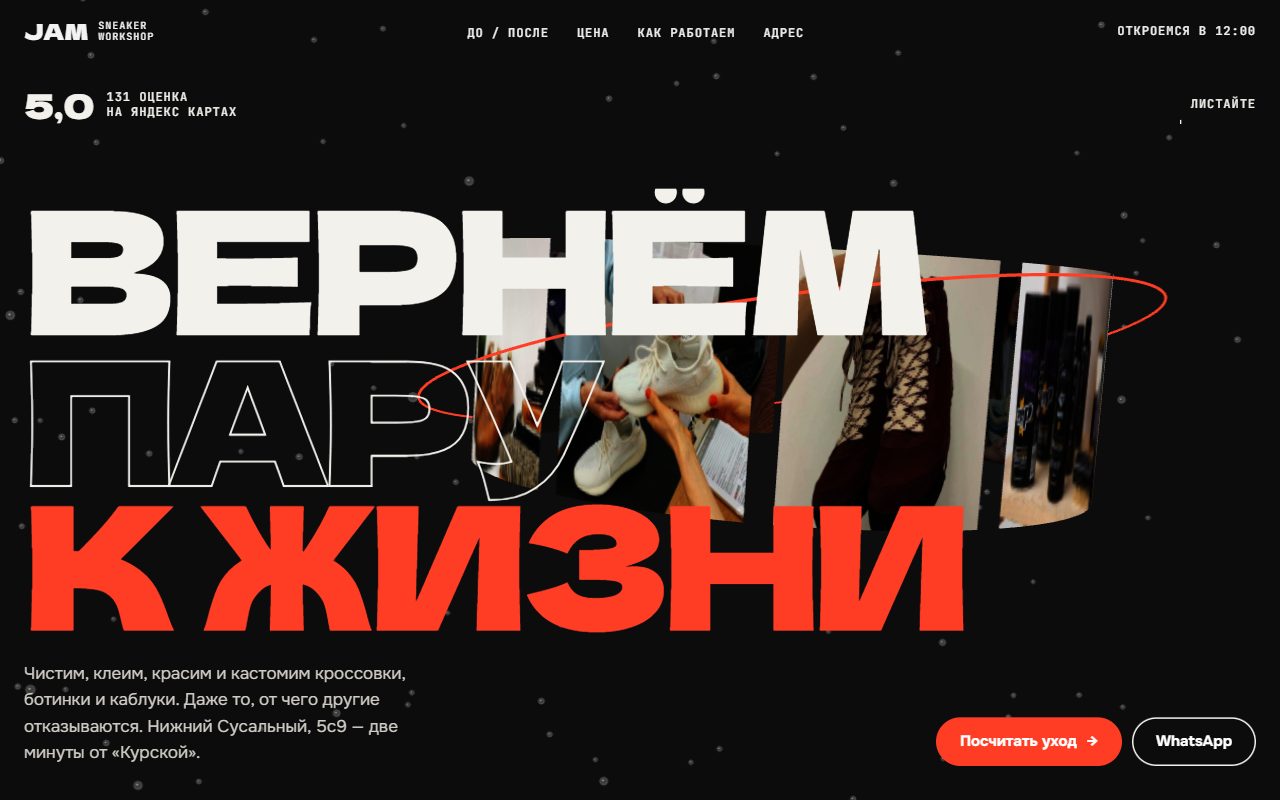 JAM SNEAKER WORKSHOP
ДО / ПОСЛЕ ЦЕНА КАК РАБОТАЕМ АДРЕС
ОТКРОЕМСЯ В 12:00
5,0 131 ОЦЕНКА
НА ЯНДЕКС КАРТАХ
ЛИСТАЙТЕ
ВЕРНЁМ
ПАРУ
К ЖИЗНИ
Чистим, клеим, красим и кастомим кроссовки,
ботинки и каблуки. Даже то, от чего другие
отказываются. Нижний Сусальный, 5с9 — две
минуты от «Курской».
Посчитать уход →
WhatsApp